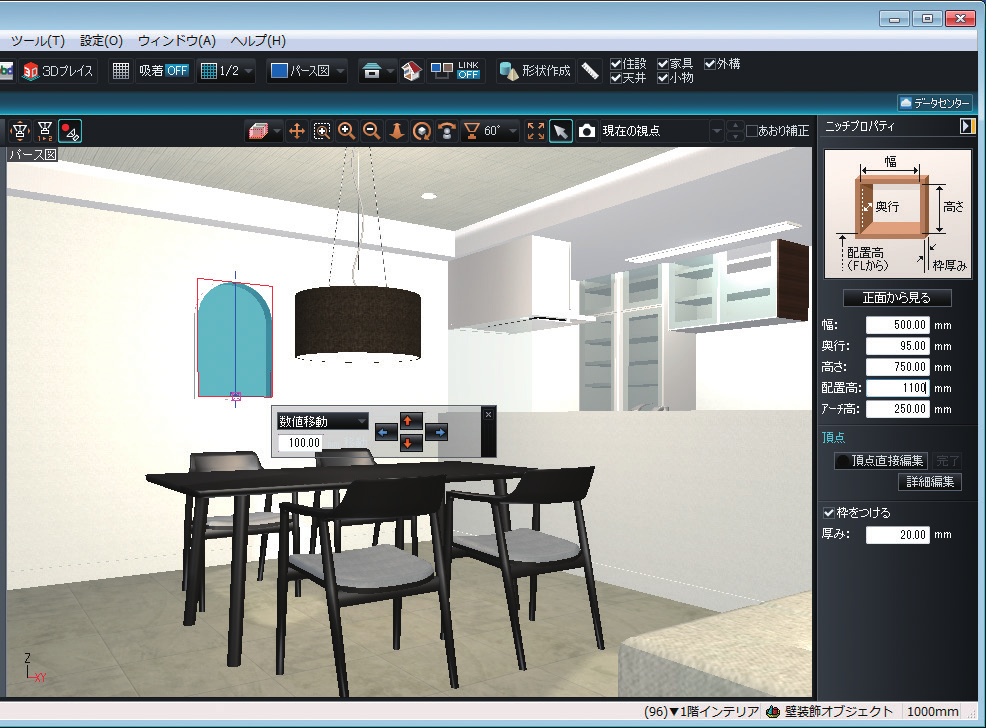 ツール(T) 設定(O) ウィンドウ(A) ヘルプ(H)
3Dプレイス 吸着 OFF 1/2 パース図 LINK OFF 形状作成 住設 家具 外構
天井 小物
データセンター
60° 現在の視点 あおり補正 ニッチプロパティ
パース図
幅
奥行
高さ
配置高
(FLから)
枠厚み
正面から見る
幅: 500.00 mm
奥行: 95.00 mm
高さ: 750.00 mm
配置高: 1100 mm
アーチ高: 250.00 mm
頂点
頂点直接編集 完了
詳細編集
枠をつける
厚み: 20.00 mm
数値移動
100.00
Z
XY
(96)▼1階インテリア 壁装飾オブジェクト 1000mm